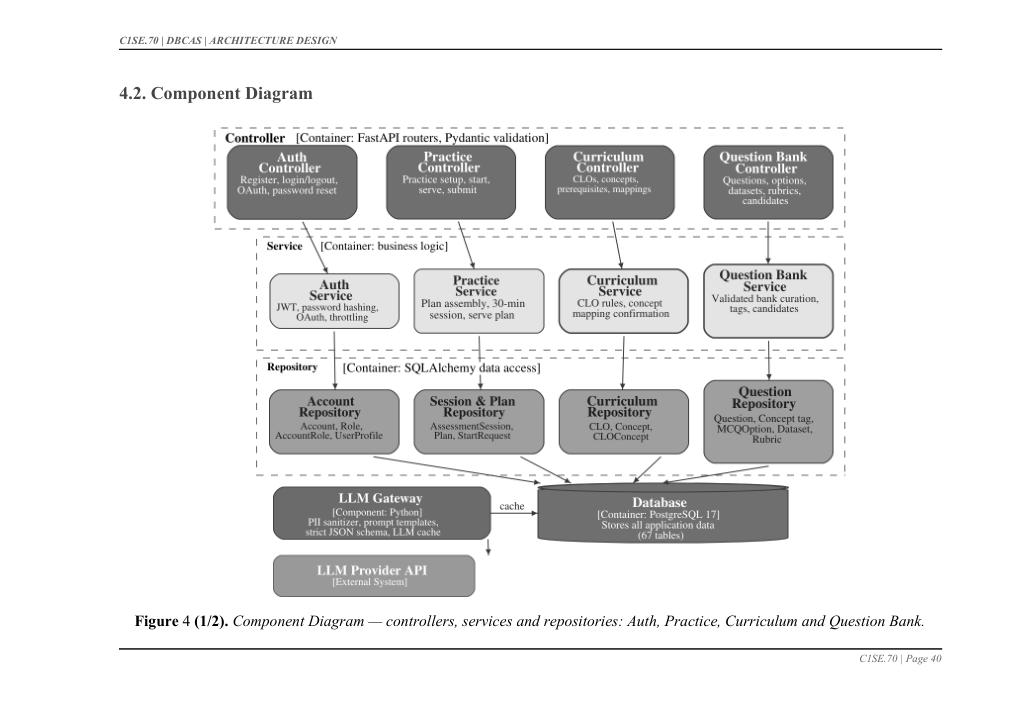 C1SE.70 | DBCAS | ARCHITECTURE DESIGN
4.2. Component Diagram
Controller [Container: FastAPI routers, Pydantic validation]
Auth
Controller
Register, login/logout,
OAuth, password reset
Practice
Controller
Practice setup, start,
serve, submit
Curriculum
Controller
CLOs, concepts,
prerequisites, mappings
Question Bank
Controller
Questions, options,
datasets, rubrics,
candidates
Service [Container: business logic]
Auth
Service
JWT, password hashing,
OAuth, throttling
Practice
Service
Plan assembly, 30-min
session, serve plan
Curriculum
Service
CLO rules, concept
mapping confirmation
Question Bank
Service
Validated bank curation,
tags, candidates
Repository [Container: SQLAlchemy data access]
Account
Repository
Account, Role,
AccountRole, UserProfile
Session & Plan
Repository
AssessmentSession,
Plan, StartRequest
Curriculum
Repository
CLO, Concept,
CLOConcept
Question
Repository
Question, Concept tag,
MCQOption, Dataset,
Rubric
LLM Gateway
[Component: Python]
PII sanitizer, prompt templates,
strict JSON schema, LLM cache
cache
Database
[Container: PostgreSQL 17]
Stores all application data
(67 tables)
LLM Provider API
[External System]
Figure 4 (1/2). Component Diagram — controllers, services and repositories: Auth, Practice, Curriculum and Question Bank.
C1SE.70 | Page 40